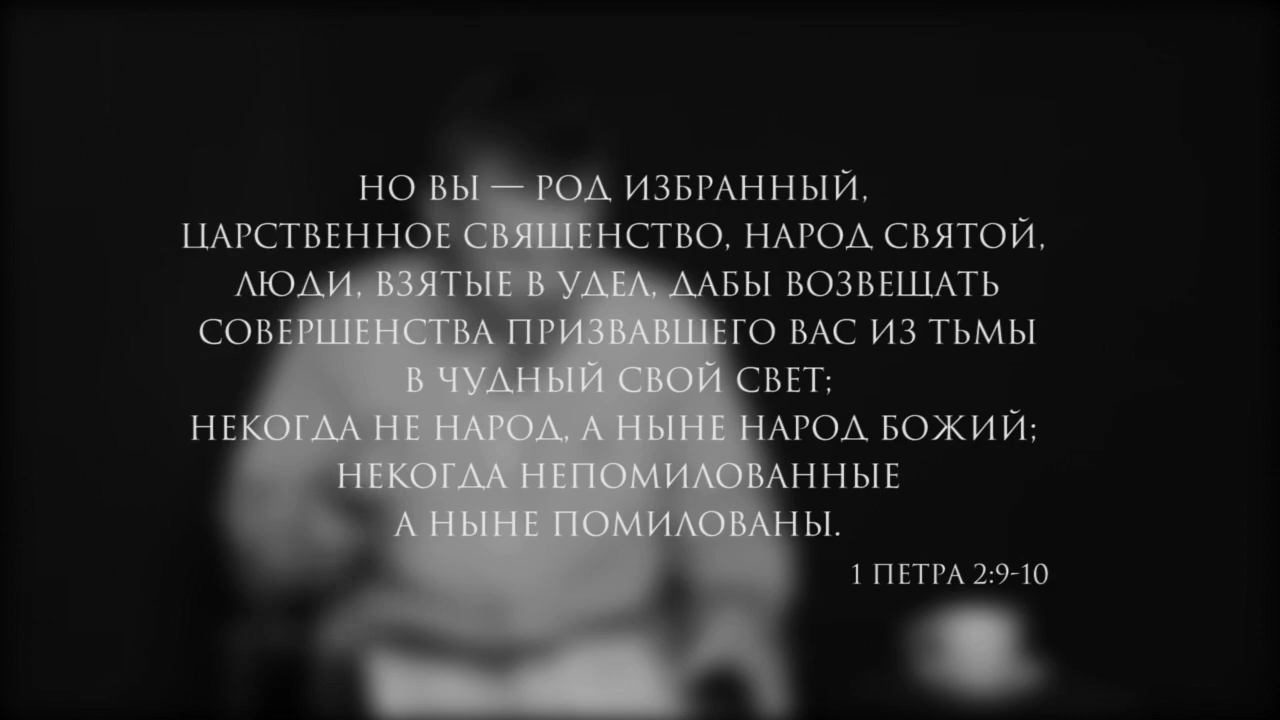 НО ВЫ — РОД ИЗБРАННЫЙ,
ЦАРСТВЕННОЕ СВЯЩЕНСТВО, НАРОД СВЯТОЙ,
ЛЮДИ, ВЗЯТЫЕ В УДЕЛ, ДАБЫ ВОЗВЕЩАТЬ
СОВЕРШЕНСТВА ПРИЗВАВШЕГО ВАС ИЗ ТЬМЫ
В ЧУДНЫЙ СВОЙ СВЕТ;
НЕКОГДА НЕ НАРОД, А НЫНЕ НАРОД БОЖИЙ;
НЕКОГДА НЕПОМИЛОВАННЫЕ
А НЫНЕ ПОМИЛОВАНЫ.
1 ПЕТРА 2:9-10